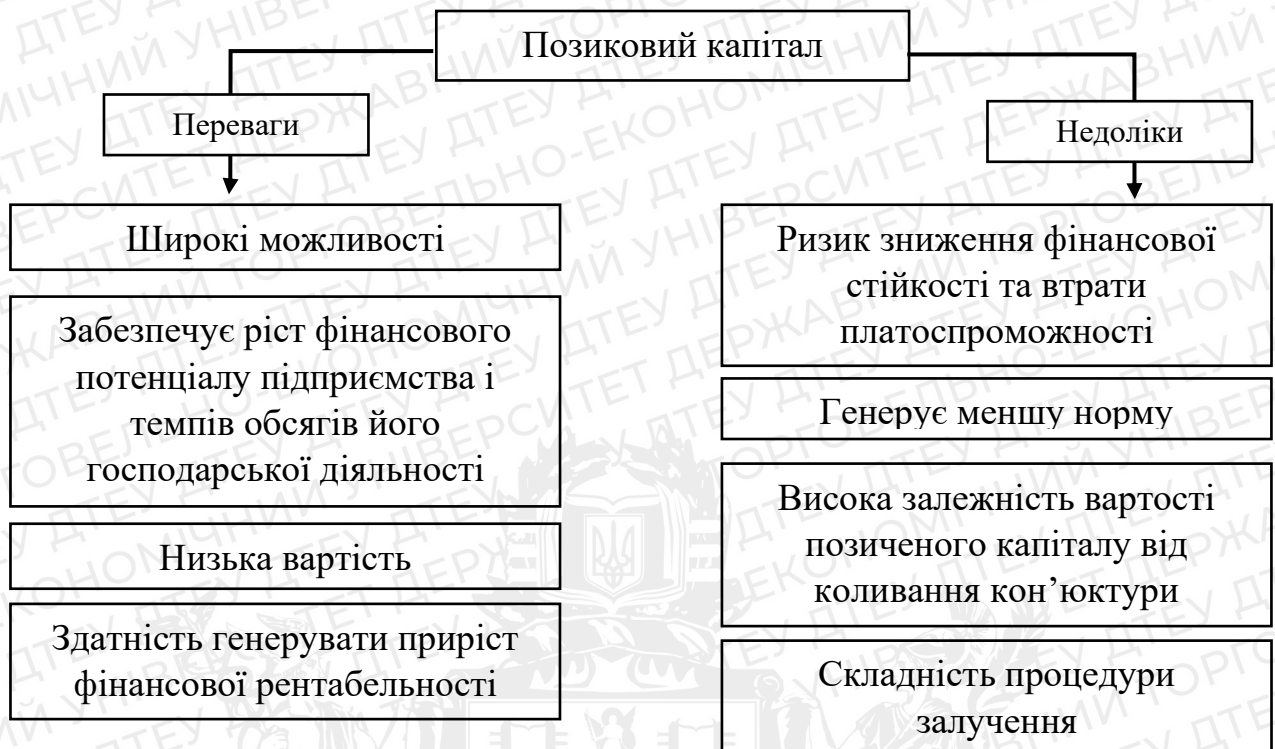 Позиковий капітал
Переваги
Недоліки
Широкі можливості
Забезпечує ріст фінансового
потенціалу підприємства і
темпів обсягів його
господарської діяльності
Низька вартість
Здатність генерувати приріст
фінансової рентабельності
Ризик зниження фінансової
стійкості та втрати
платоспроможності
Генерує меншу норму
Висока залежність вартості
позиченого капіталу від
коливання кон’юктури
Складність процедури
залучення